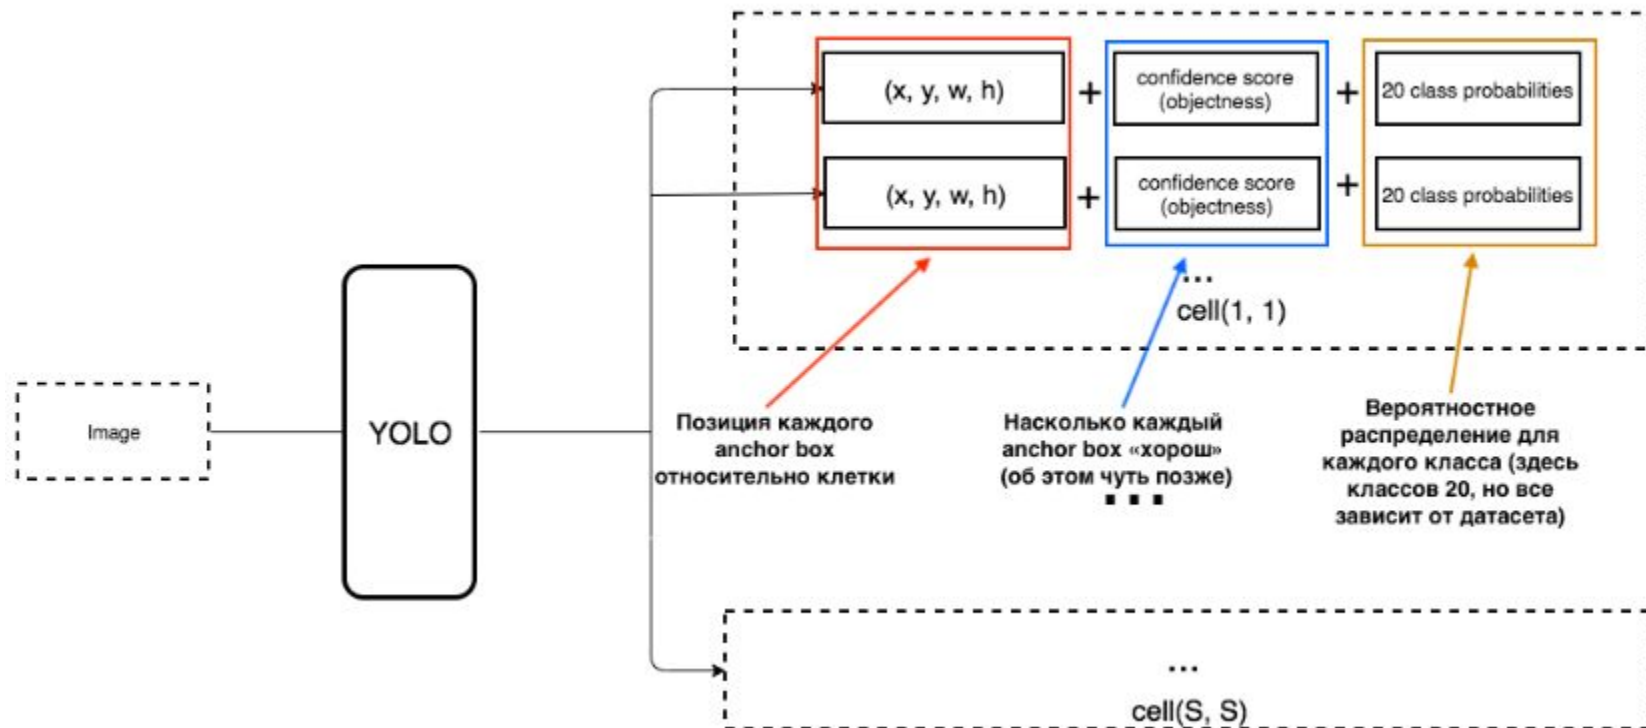 (x, y, w, h)
+
confidence score
(objectness)
+
20 class probabilities
(x, y, w, h)
+
confidence score
(objectness)
+
20 class probabilities
...
cell(1, 1)
Image
YOLO
Позиция каждого
anchor box
относительно клетки
Насколько каждый
anchor box «хорош»
(об этом чуть позже)
...
Вероятностное
распределение для
каждого класса (здесь
классов 20, но все
зависит от датасета)
...
cell(S, S)